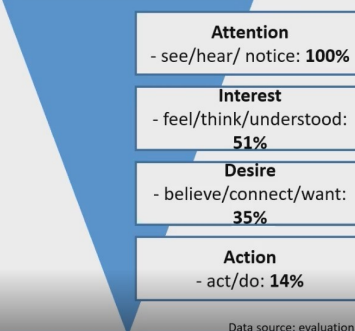 Attention
- see/hear/ notice: 100%
Interest
- feel/think/understood:
51%
Desire
- believe/connect/want:
35%
Action
- act/do: 14%
Data source: evaluation